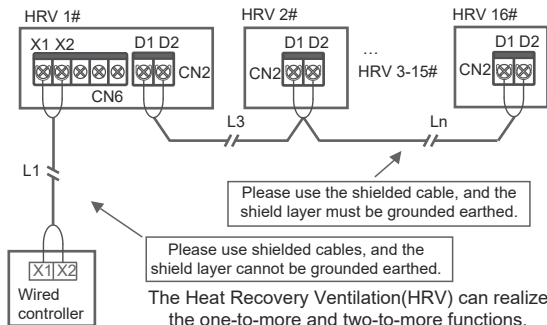 HRV 1#
HRV 2#
HRV 16#
X1 X2
D1 D2
CN2
CN6
D1 D2
CN2
...
HRV 3-15#
D1 D2
CN2
L3
Ln
L1
Please use the shielded cable, and the
shield layer must be grounded earthed.
Please use shielded cables, and the
shield layer cannot be grounded earthed.
X1 X2
Wired
controller
The Heat Recovery Ventilation(HRV) can realize
the one-to-more and two-to-more functions.